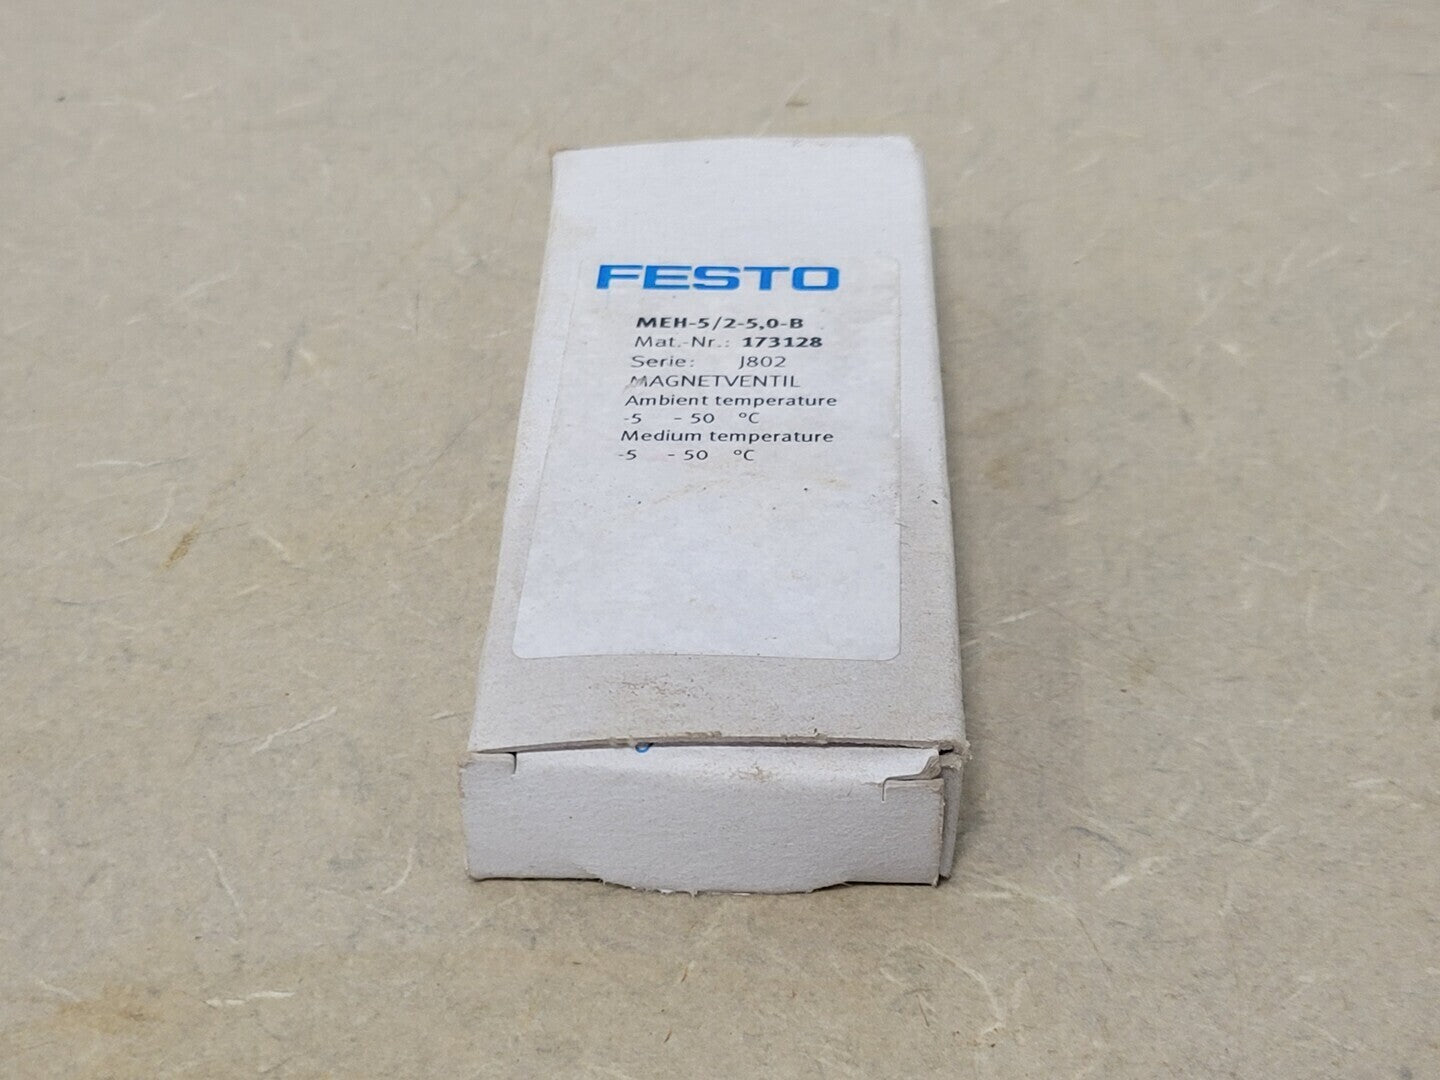 FESTO
MEH-5/2-5,0-B
Mat.-Nr.: 173128
Serie: J802
MAGNETVENTIL
Ambient temperature
-5 - 50 °C
Medium temperature
-5 - 50 °C